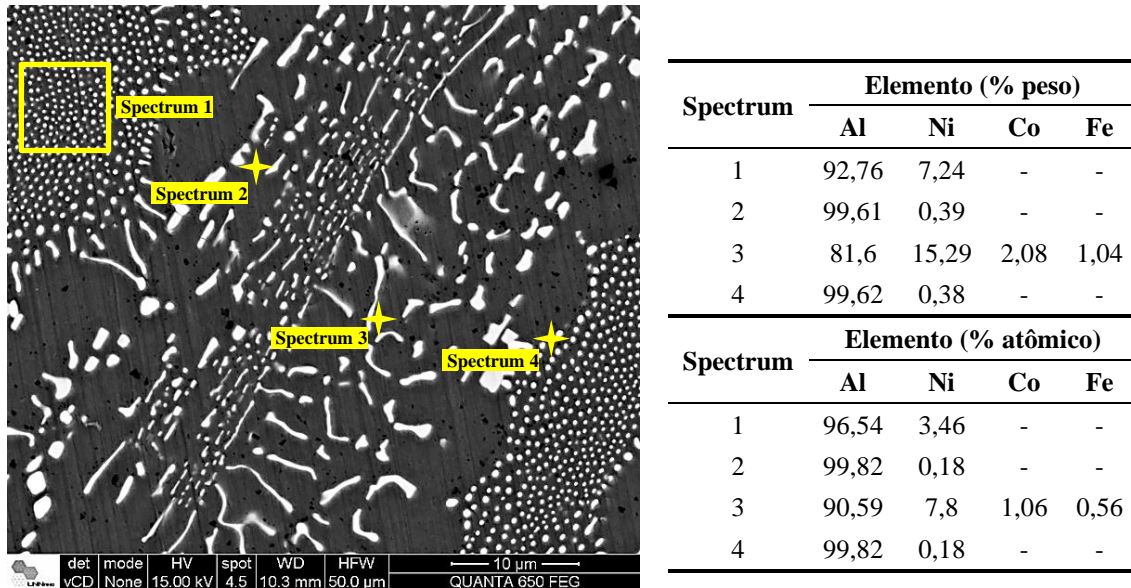 Spectrum 1
Spectrum 2
Spectrum 3
Spectrum 4
det mode HV spot WD HFW 10 µm
vCD None 15.00 kV 4.5 10.3 mm 50.0 µm QUANTA 650 FEG
Spectrum Elemento (% peso)
Al Ni Co Fe
1 92,76 7,24 - -
2 99,61 0,39 - -
3 81,6 15,29 2,08 1,04
4 99,62 0,38 - -
Spectrum Elemento (% atômico)
Al Ni Co Fe
1 96,54 3,46 - -
2 99,82 0,18 - -
3 90,59 7,8 1,06 0,56
4 99,82 0,18 - -